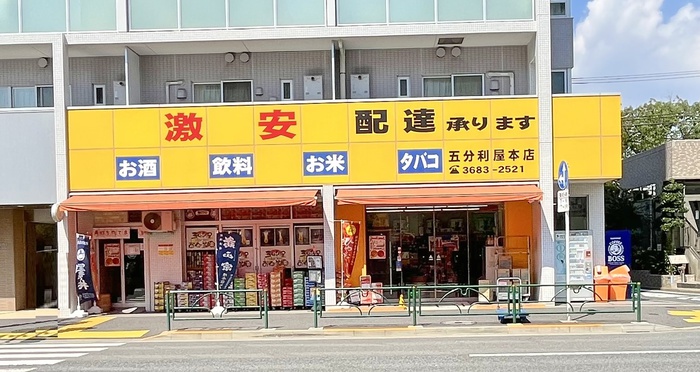 激安 配達 承ります
お酒 飲料 お米 タバコ 五分利屋本店
☎3683-2521
BOSS